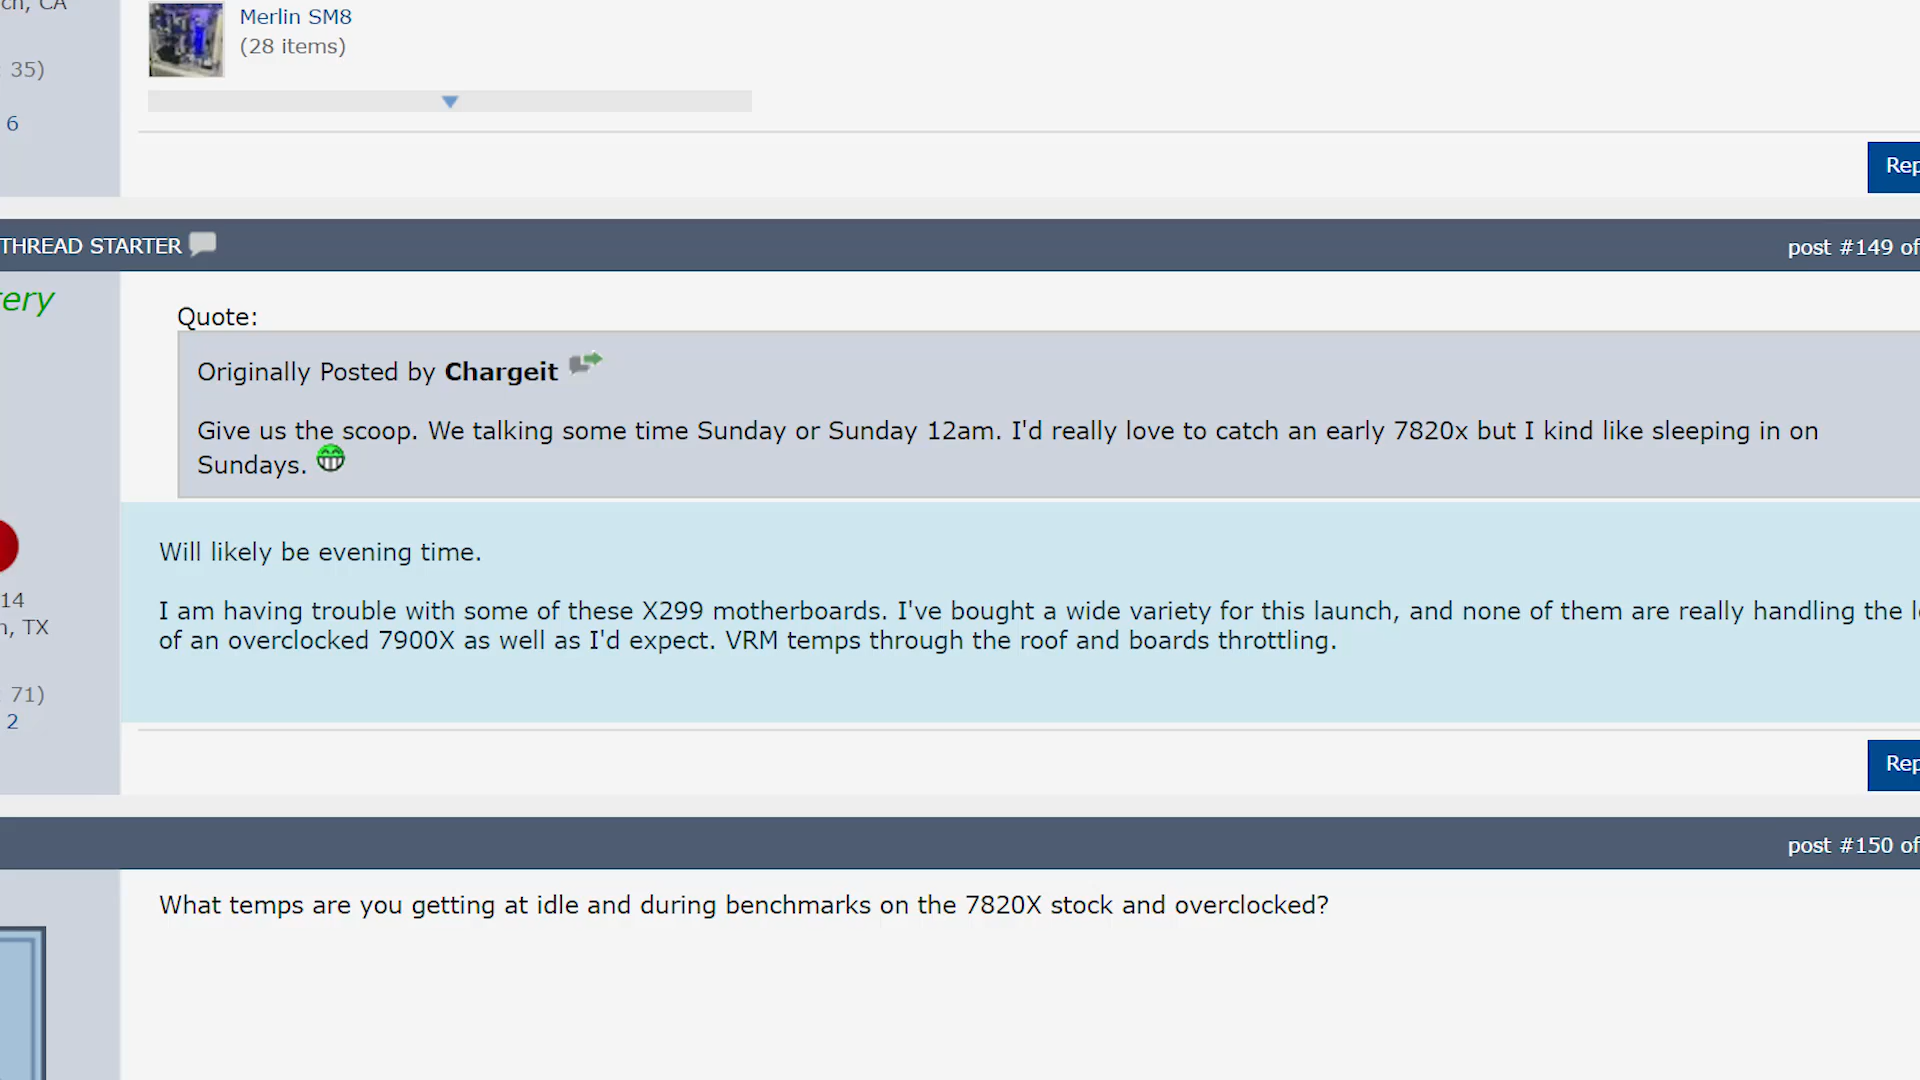 ch, CA
Merlin SM8
(28 items)
35)
6
Rep
THREAD STARTER
post #149 of
ery
Quote:
Originally Posted by Chargeit
Give us the scoop. We talking some time Sunday or Sunday 12am. I'd really love to catch an early 7820x but I kind like sleeping in on
Sundays.
Will likely be evening time.
I am having trouble with some of these X299 motherboards. I've bought a wide variety for this launch, and none of them are really handling the l
of an overclocked 7900X as well as I'd expect. VRM temps through the roof and boards throttling.
14
n, TX
: 71)
2
Rep
post #150 of
What temps are you getting at idle and during benchmarks on the 7820X stock and overclocked?